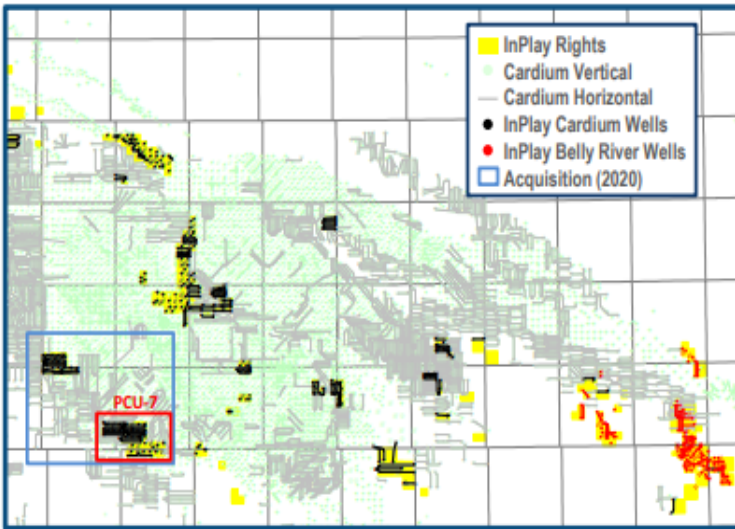 InPlay Rights
Cardium Vertical
Cardium Horizontal
InPlay Cardium Wells
InPlay Belly River Wells
Acquisition (2020)
PCU-7